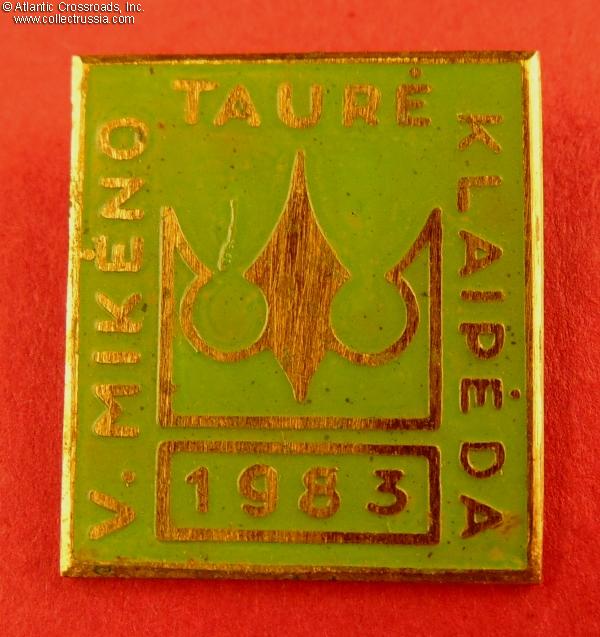 © Atlantic Crossroads, Inc.
www.collectrussia.com
V. MIKĖNO
TAURĖ
KLAIPĖDA
1983